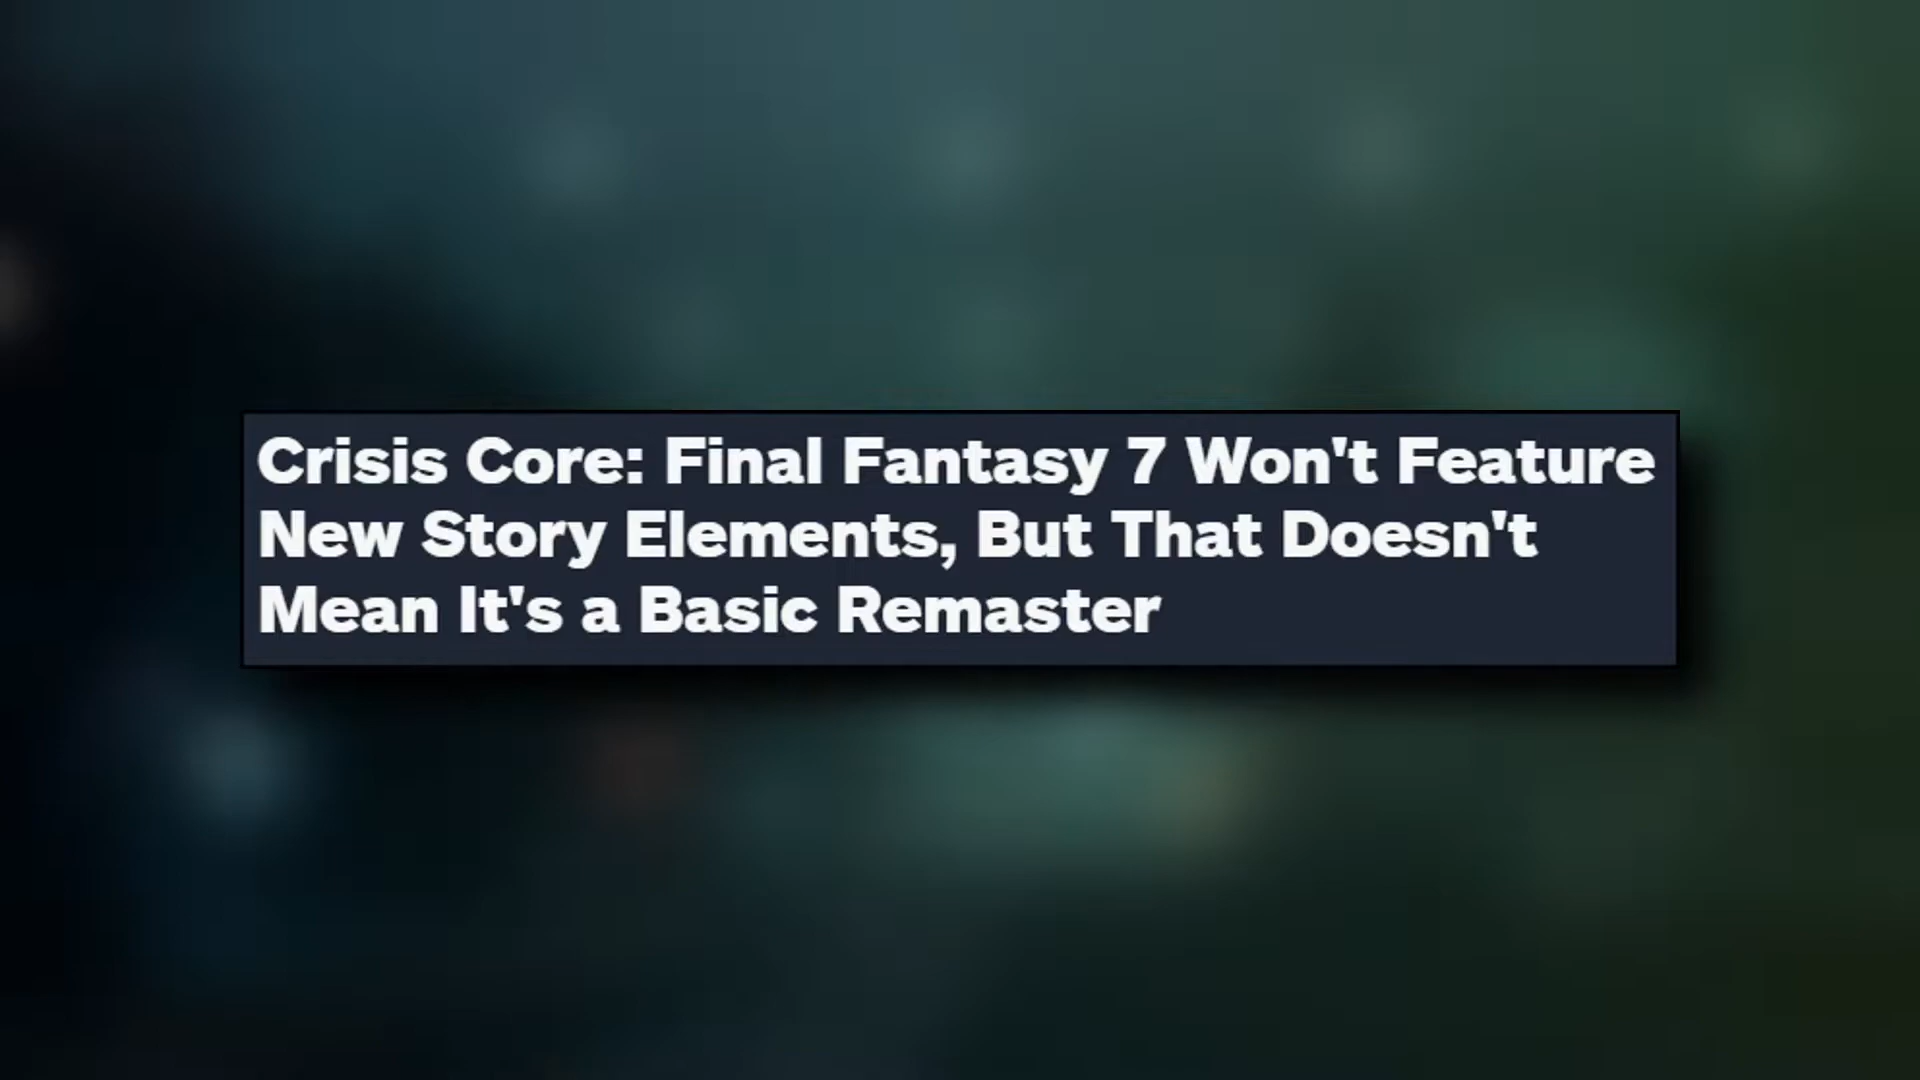 Crisis Core: Final Fantasy 7 Won't Feature
New Story Elements, But That Doesn't
Mean It's a Basic Remaster